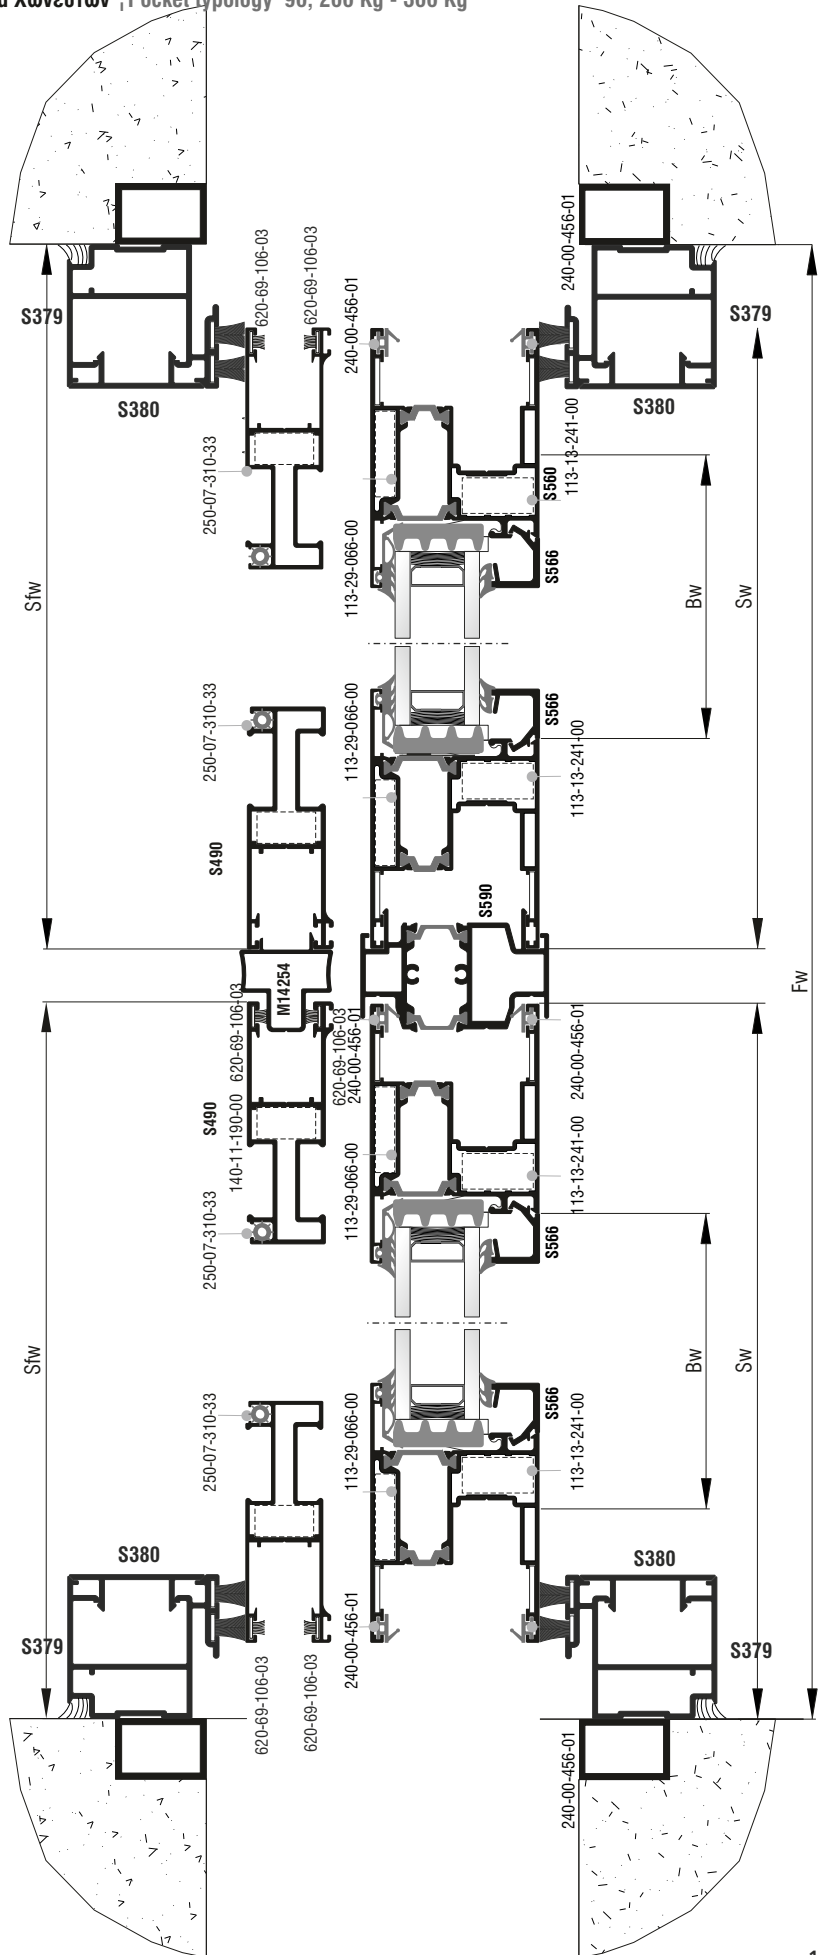 Χωνευτών ¦ Pocket typology 90, 200 Kg - 300 Kg
620-69-106-03
620-69-106-03
240-00-456-01
240-00-456-01
S379
S379
S380
S380
250-07-310-33
113-13-241-00
S560
113-29-066-00
S566
Sfw
Bw
Sw
250-07-310-33
113-29-066-00
S566
113-13-241-00
S490
S590
M14254
Fw
620-69-106-03
620-69-106-03
240-00-456-01
240-00-456-01
S490
140-11-190-00
113-29-066-00
113-13-241-00
250-07-310-33
S566
Sfw
Bw
Sw
250-07-310-33
113-29-066-00
S566
113-13-241-00
S380
S380
S379
S379
240-00-456-01
620-69-106-03
620-69-106-03
240-00-456-01